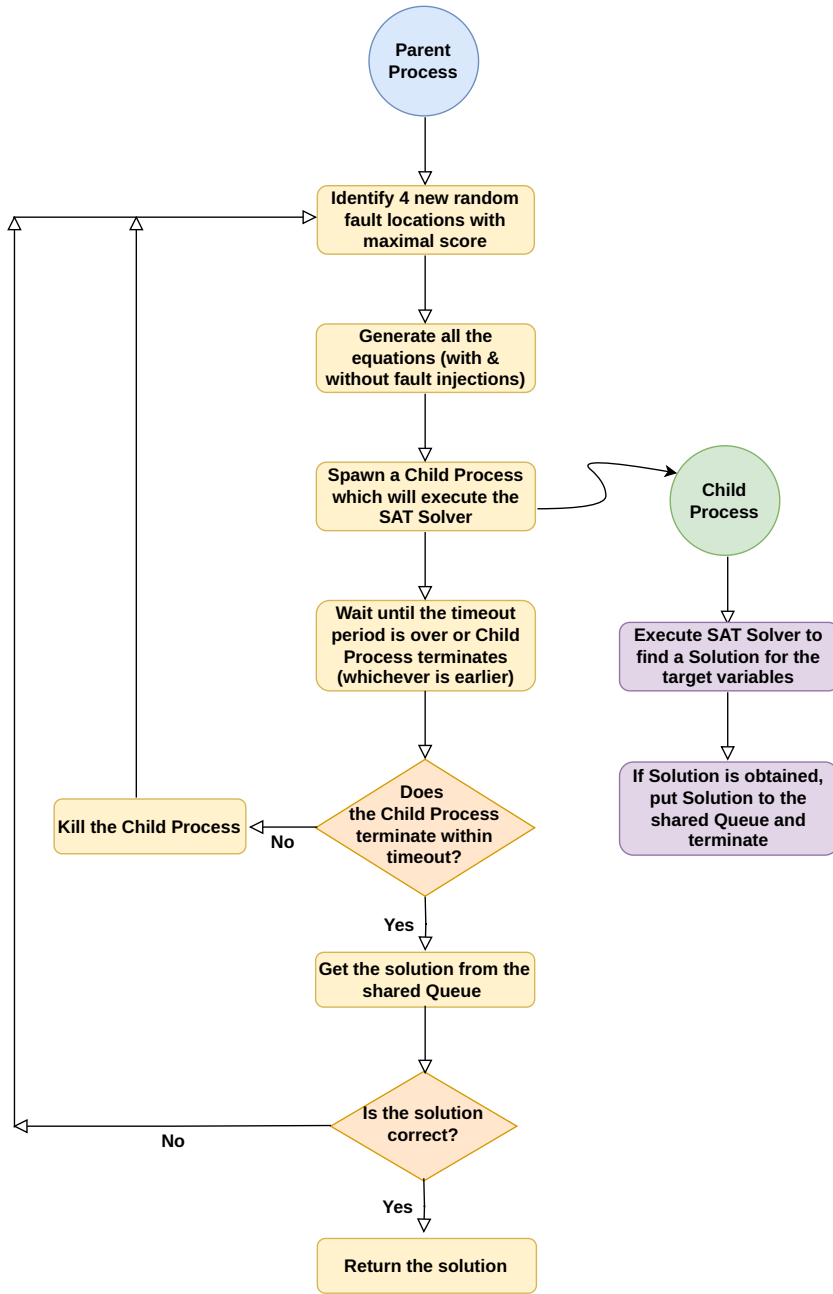 Parent
Process
Identify 4 new random
fault locations with
maximal score
Generate all the
equations (with &
without fault injections)
Spawn a Child Process
which will execute the
SAT Solver
Child
Process
Wait until the timeout
period is over or Child
Process terminates
(whichever is earlier)
Execute SAT Solver to
find a Solution for the
target variables
If Solution is obtained,
put Solution to the
shared Queue and
terminate
Does
the Child Process
terminate within
timeout?
Kill the Child Process
No
Yes
Get the solution from the
shared Queue
Is the solution
correct?
No
Yes
Return the solution